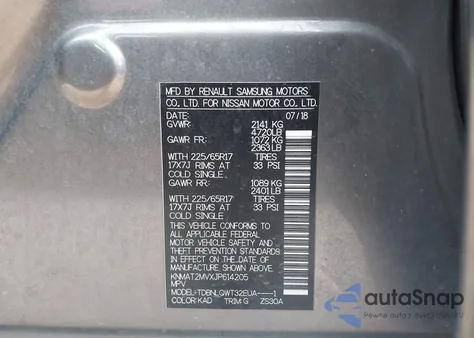 MFD BY RENAULT SAMSUNG MOTORS
CO., LTD. FOR NISSAN MOTOR CO., LTD.
DATE: 07/18
GVWR: 2141 KG
4720LB
GAWR FR: 1072 KG
2363LB
WITH 225/65R17 TIRES
17X7J RIMS AT 33 PSI
COLD SINGLE.
GAWR RR: 1089 KG
2401LB
WITH 225/65R17 TIRES
17X7J RIMS AT 33 PSI
COLD SINGLE
THIS VEHICLE CONFORMS TO
ALL APPLICABLE FEDERAL
MOTOR VEHICLE SAFETY
AND THEFT PREVENTION
STANDARDS IN EFFECT
ON THE DATE OF
MANUFACTURE SHOWN ABOVE.
KNMAT2MVXJP614205
MPV
MODEL-TDBNLQWT32EUA----1
COLOR:KAD TRIM G ZS30A
autoSnap
by Carfast